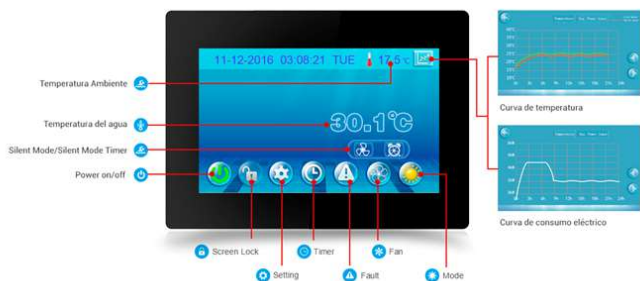 11-12-2016 03:08:21 TUE 17.5℃
Temperatura Ambiente
Temperatura del agua
30.1℃
Silent Mode/Silent Mode Timer
Power on/off
Screen Lock
Timer
Fan
Setting
Fault
Mode
Curva de temperatura
Curva de consumo eléctrico